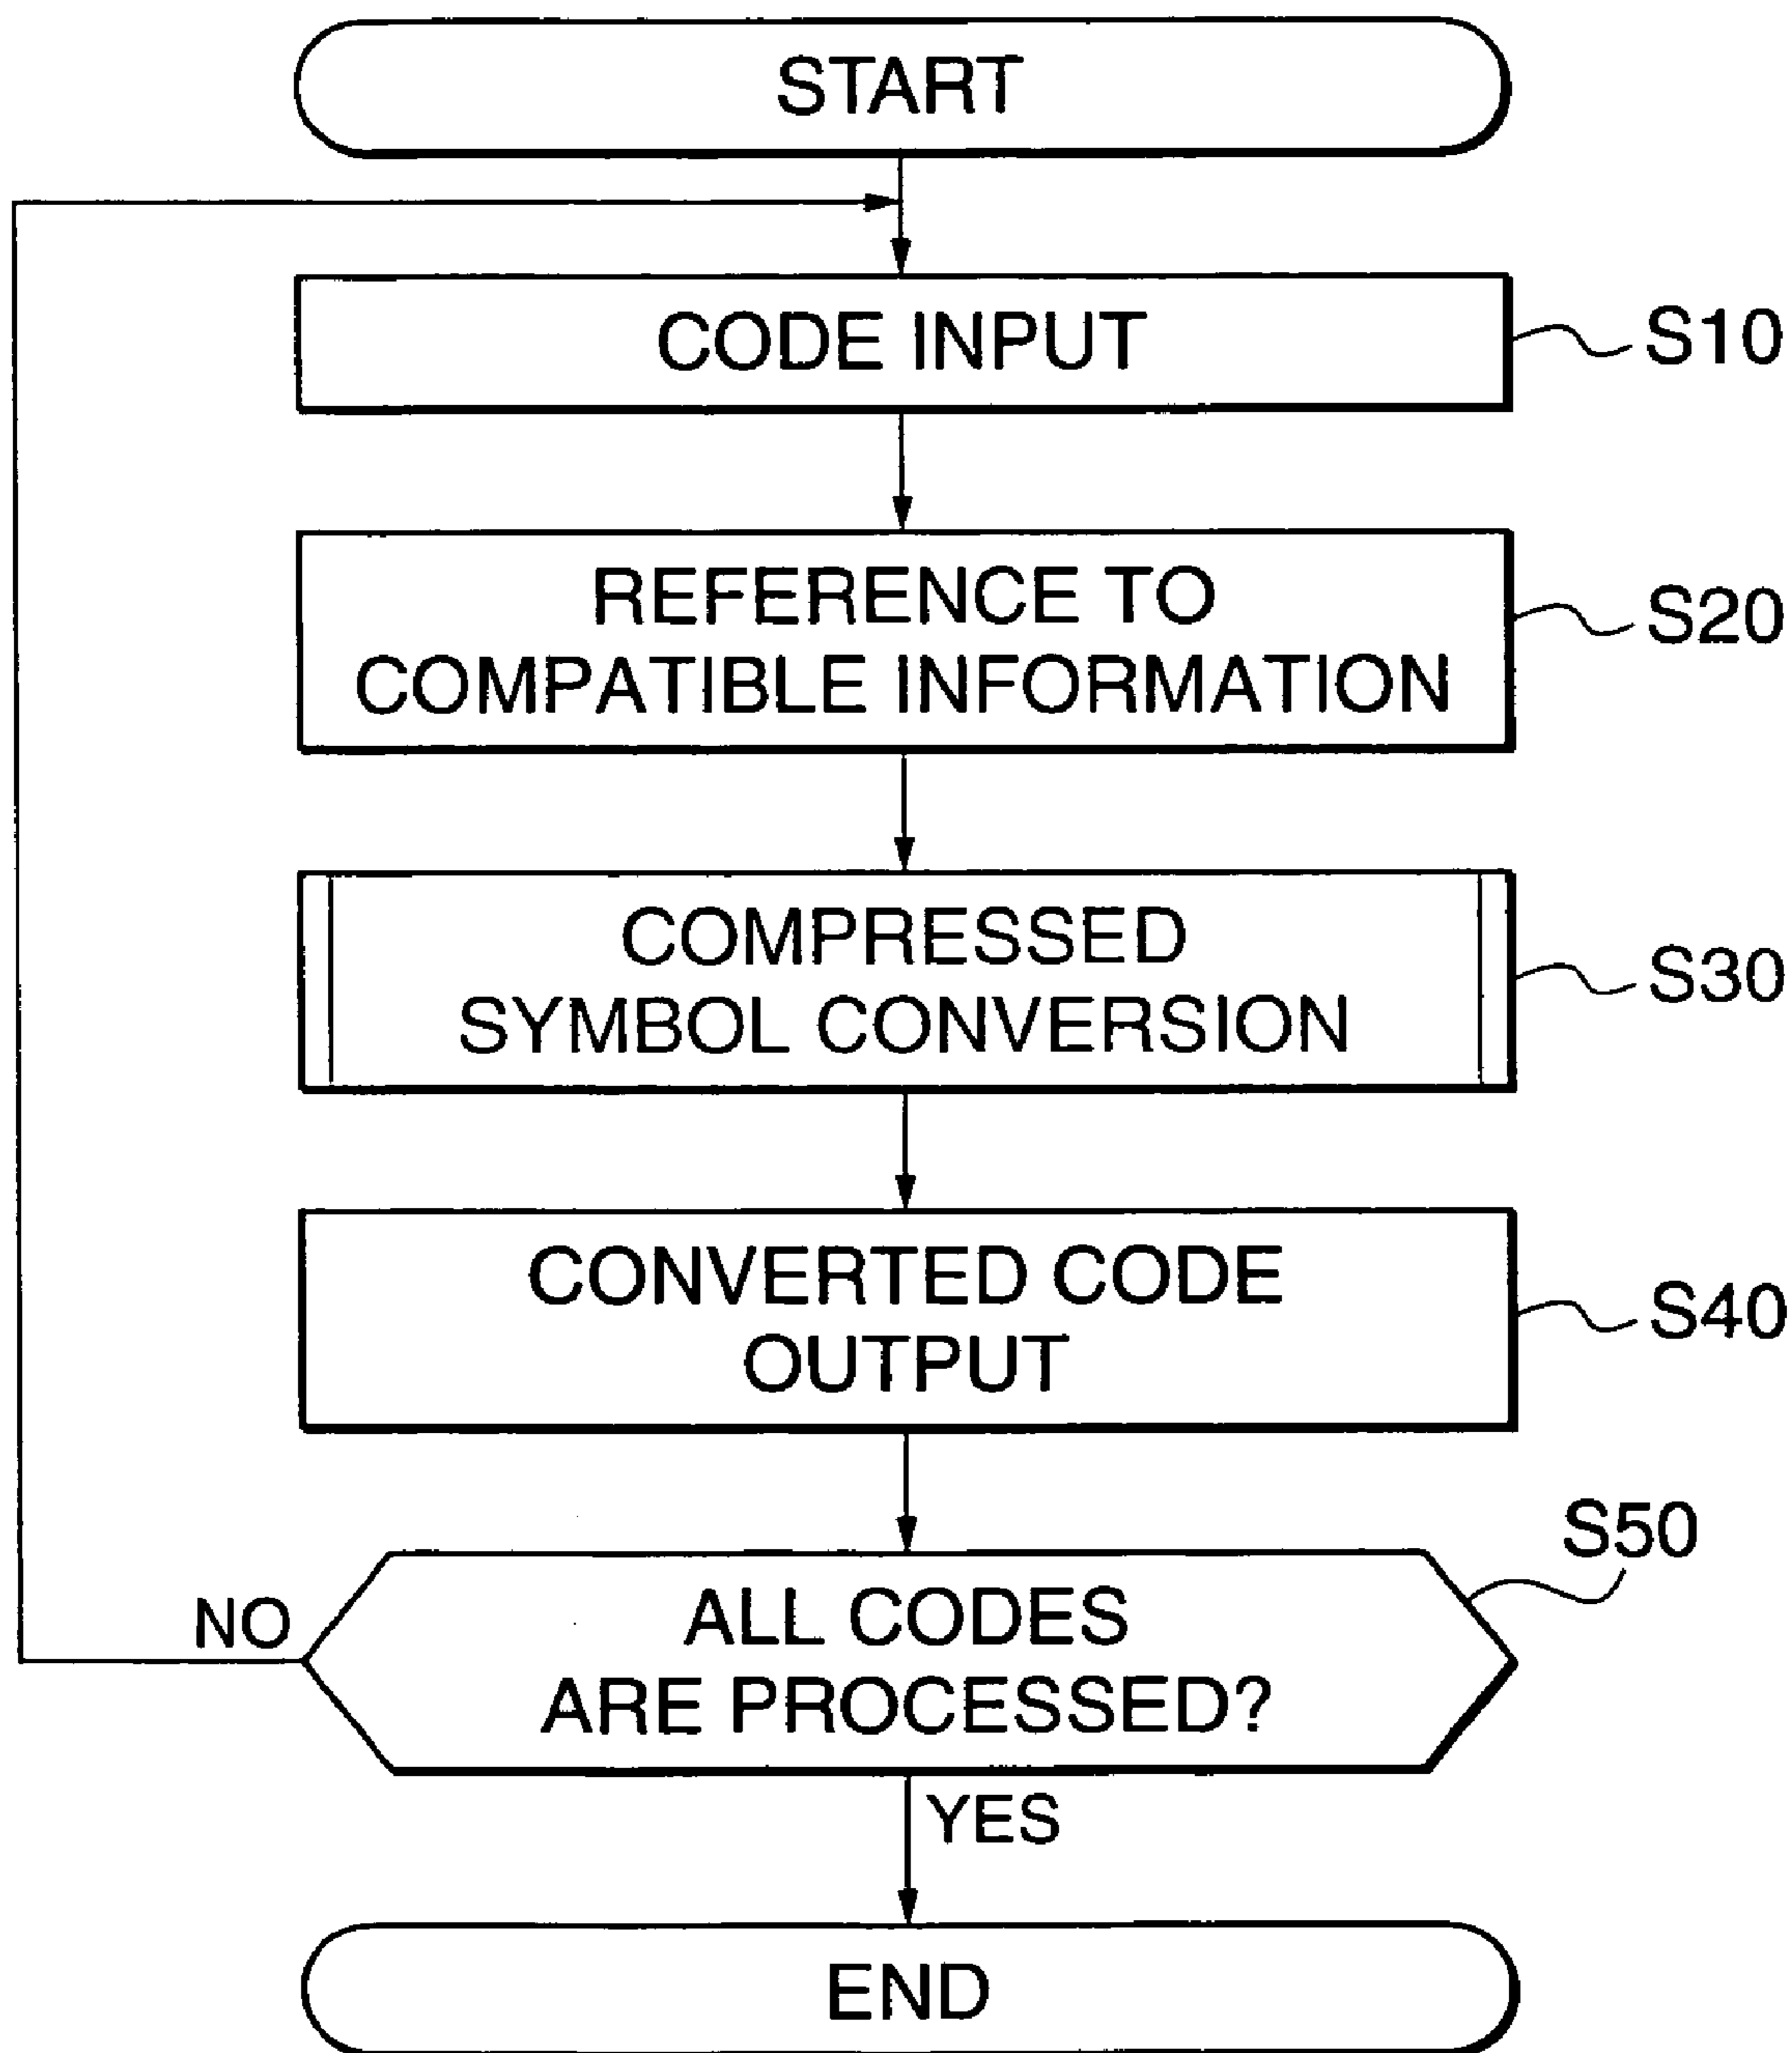 START
CODE INPUT
S10
REFERENCE TO
COMPATIBLE INFORMATION
S20
COMPRESSED
SYMBOL CONVERSION
S30
CONVERTED CODE
OUTPUT
S40
S50
ALL CODES
ARE PROCESSED?
NO
YES
END